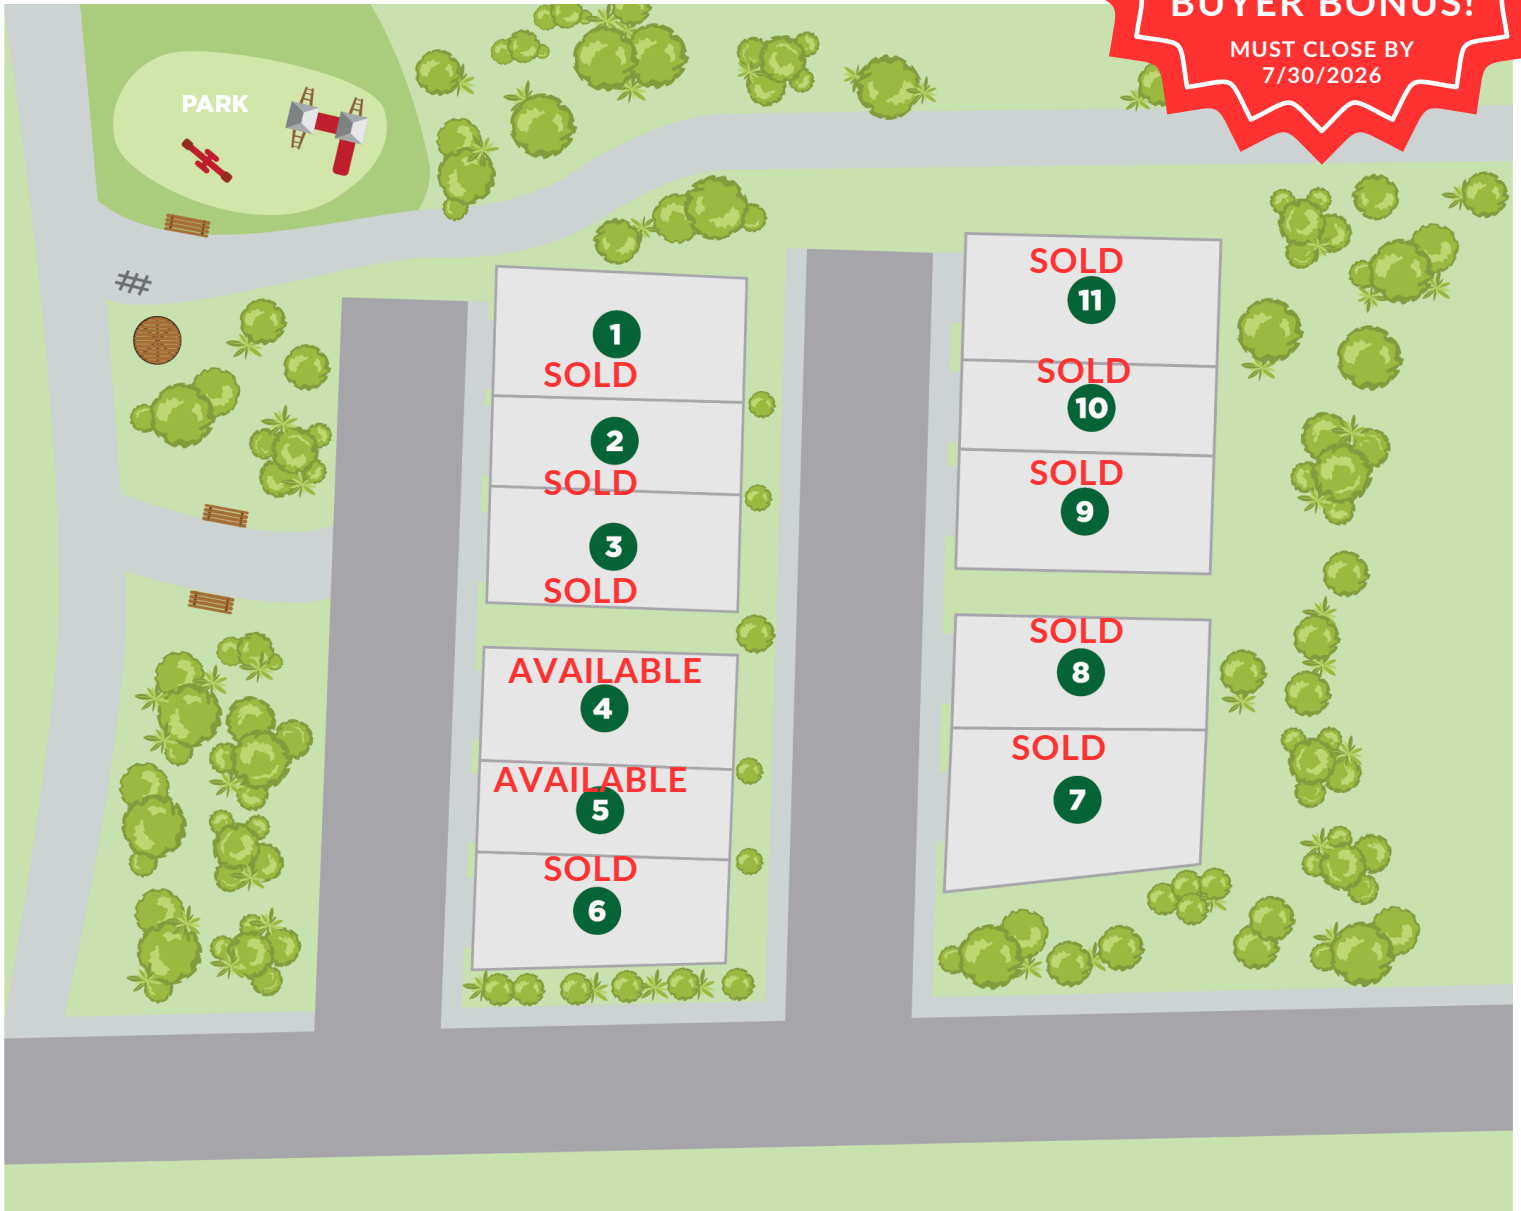 BUYER BONUS!
MUST CLOSE BY
7/30/2026
PARK
1
SOLD
2
SOLD
3
SOLD
AVAILABLE
4
AVAILABLE
5
SOLD
6
SOLD
11
SOLD
10
SOLD
9
SOLD
8
SOLD
7